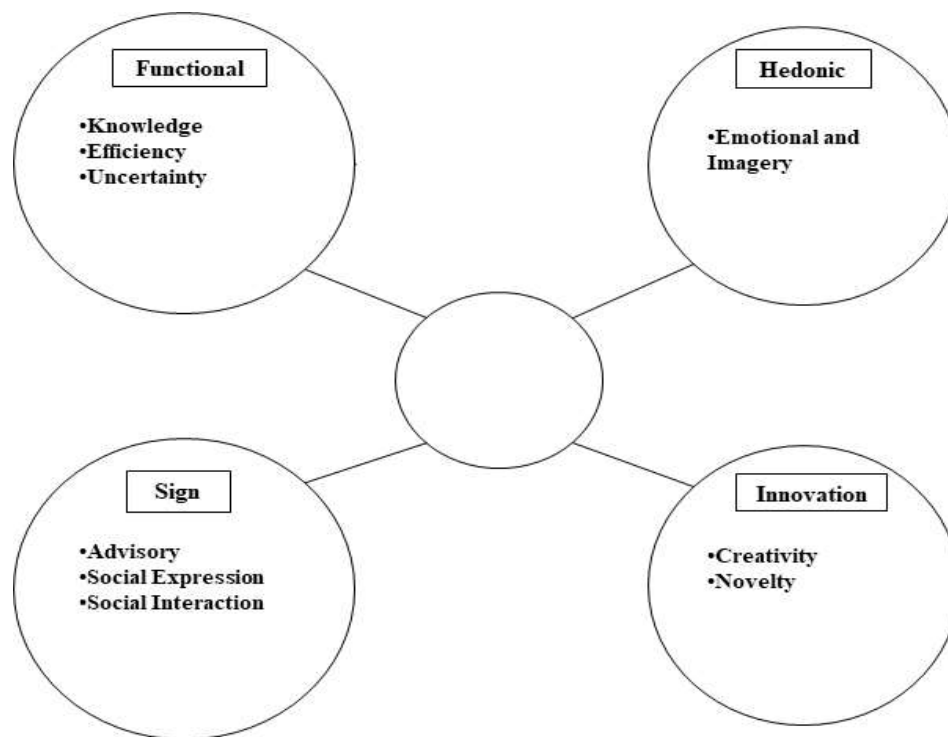 Functional
•Knowledge
•Efficiency
•Uncertainty
Hedonic
•Emotional and
Imagery
Sign
•Advisory
•Social Expression
•Social Interaction
Innovation
•Creativity
•Novelty